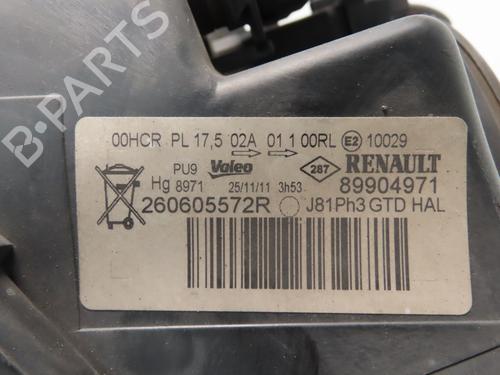 B-PARTS
00HCR PL 17,5 02A 01 1 00RL E2 10029
PU9 Valeo 287 RENAULT
Hg 8971 25/11/11 3h53 89904971
260605572R J81Ph3 GTD HAL